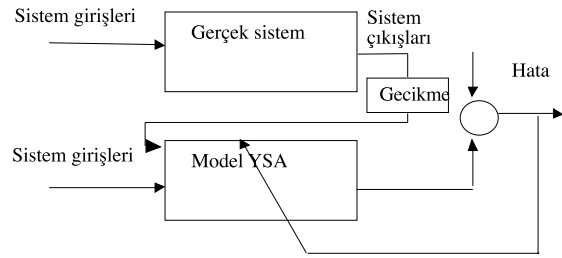 Sistem girişleri
Gerçek sistem
Sistem
çıkışları
Hata
Gecikme
Sistem girişleri
Model YSA